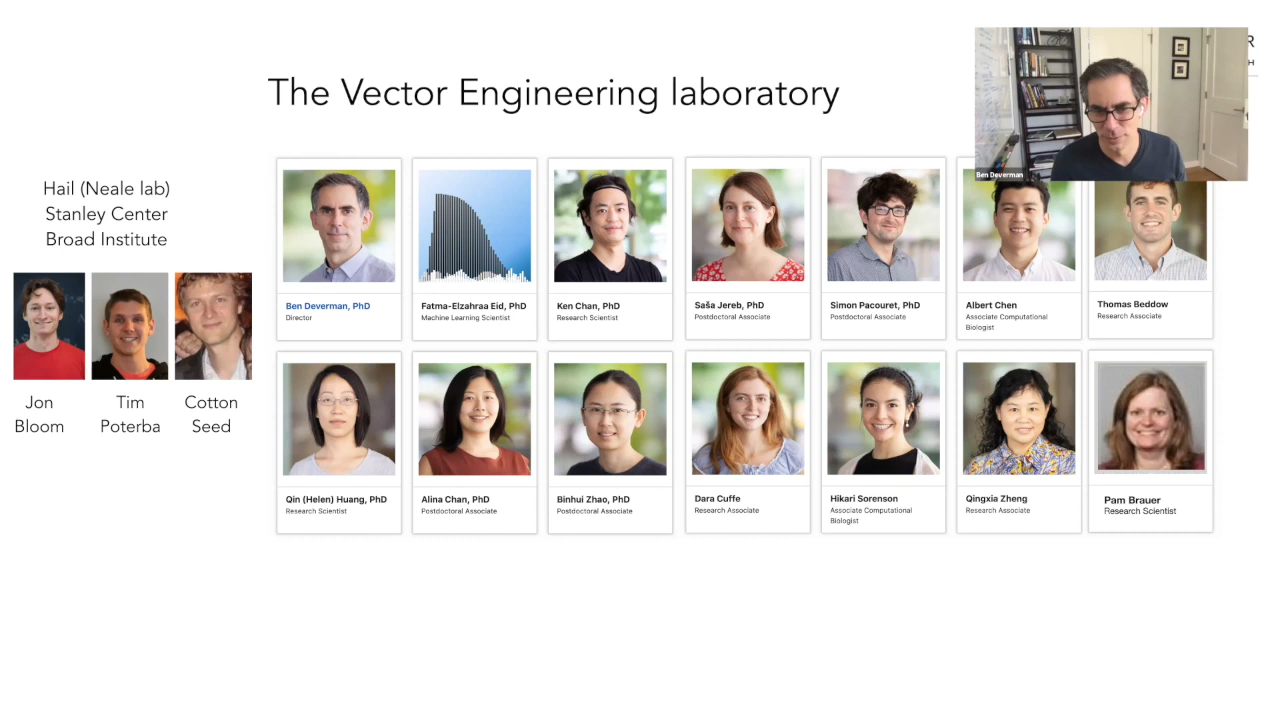 The Vector Engineering laboratory
R
H
Ben Deverman
Hail (Neale lab)
Stanley Center
Broad Institute
Jon
Bloom
Tim
Poterba
Cotton
Seed
Ben Deverman, PhD
Director
Fatma-Elzahraa Eid, PhD
Machine Learning Scientist
Ken Chan, PhD
Research Scientist
Saša Jereb, PhD
Postdoctoral Associate
Simon Pacouret, PhD
Postdoctoral Associate
Albert Chen
Associate Computational
Biologist
Thomas Beddow
Research Associate
Qin (Helen) Huang, PhD
Research Scientist
Alina Chan, PhD
Postdoctoral Associate
Binhui Zhao, PhD
Postdoctoral Associate
Dara Cuffe
Research Associate
Hikari Sorenson
Associate Computational
Biologist
Qingxia Zheng
Research Associate
Pam Brauer
Research Scientist